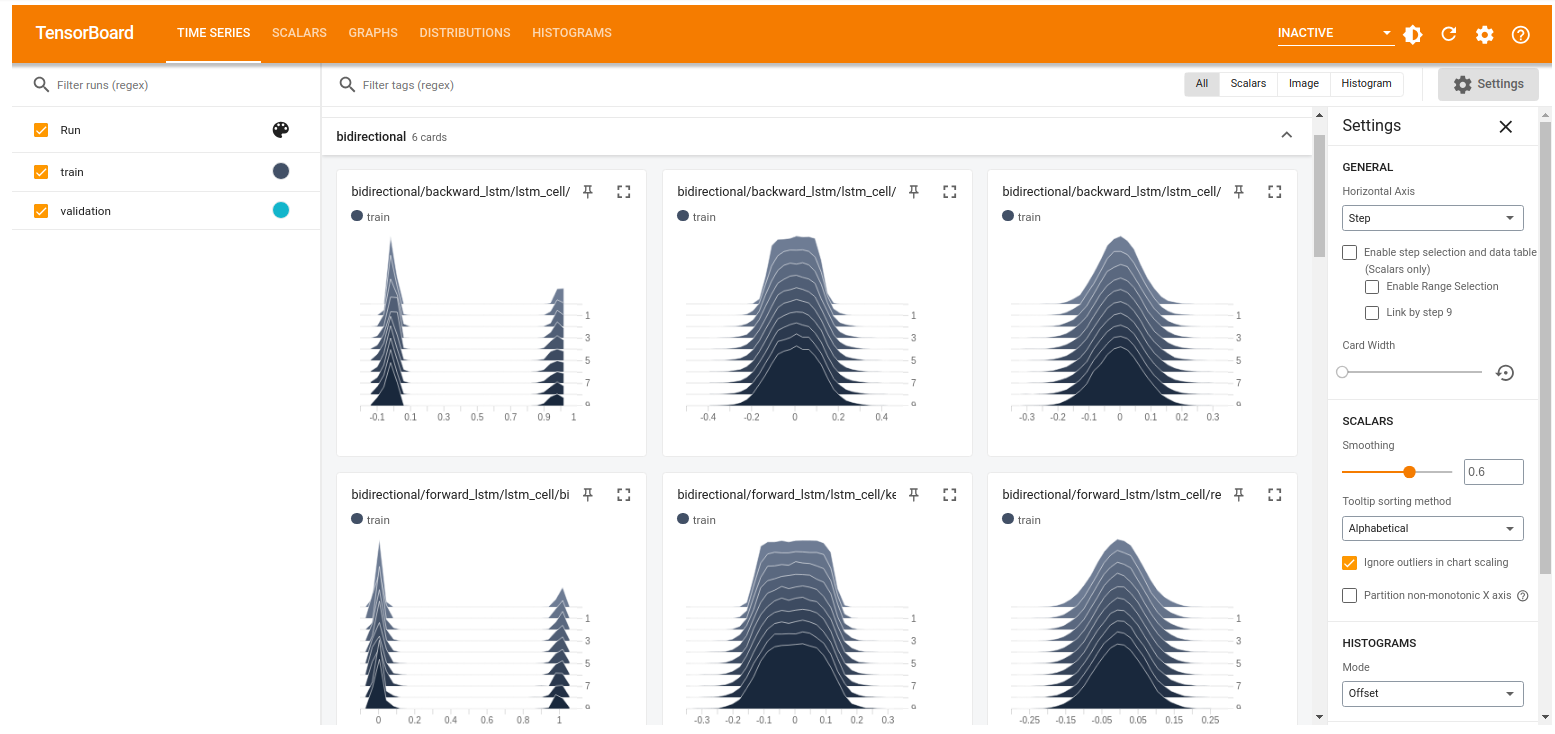 TensorBoard TIME SERIES SCALARS GRAPHS DISTRIBUTIONS HISTOGRAMS INACTIVE
Filter runs (regex)
Run
train
validation
Filter tags (regex) All Scalars Image Histogram Settings
bidirectional 6 cards
bidirectional/backward_lstm/lstm_cell/
train
1
3
5
7
9
-0.1 0.1 0.3 0.5 0.7 0.9 1
bidirectional/backward_lstm/lstm_cell/
train
1
3
5
7
9
-0.4 -0.2 0 0.2 0.4
bidirectional/backward_lstm/lstm_cell/
train
1
3
5
7
9
-0.3 -0.2 -0.1 0 0.1 0.2 0.3
bidirectional/forward_lstm/lstm_cell/bi
train
1
3
5
7
9
0 0.2 0.4 0.6 0.8 1
bidirectional/forward_lstm/lstm_cell/ke
train
1
3
5
7
9
-0.3 -0.2 -0.1 0 0.1 0.2 0.3
bidirectional/forward_lstm/lstm_cell/re
train
1
3
5
7
9
-0.25 -0.15 -0.05 0.05 0.15 0.25
Settings
GENERAL
Horizontal Axis
Step
Enable step selection and data table
(Scalars only)
Enable Range Selection
Link by step 9
Card Width
SCALARS
Smoothing
0.6
Tooltip sorting method
Alphabetical
Ignore outliers in chart scaling
Partition non-monotonic X axis
HISTOGRAMS
Mode
Offset